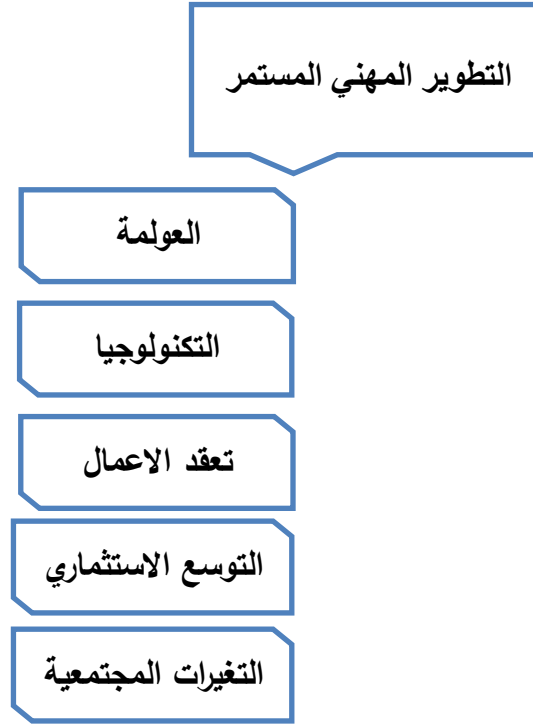 التطوير المهني المستمر
العولمة
التكنولوجيا
تعقد الاعمال
التوسع الاستثماري
التغيرات المجتمعية